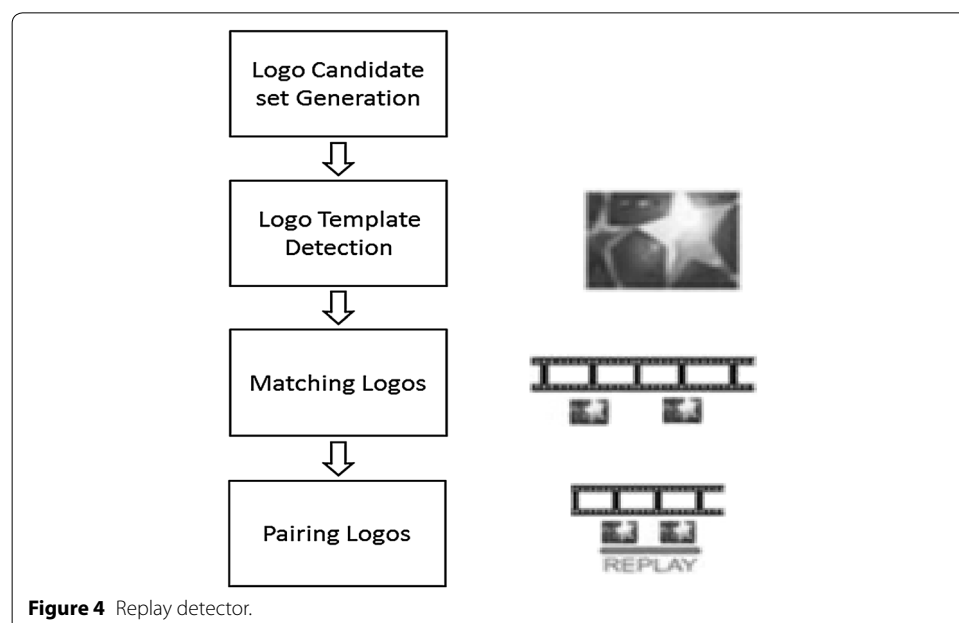 Logo Candidate
set Generation
Logo Template
Detection
Matching Logos
Pairing Logos
REPLAY
Figure 4 Replay detector.